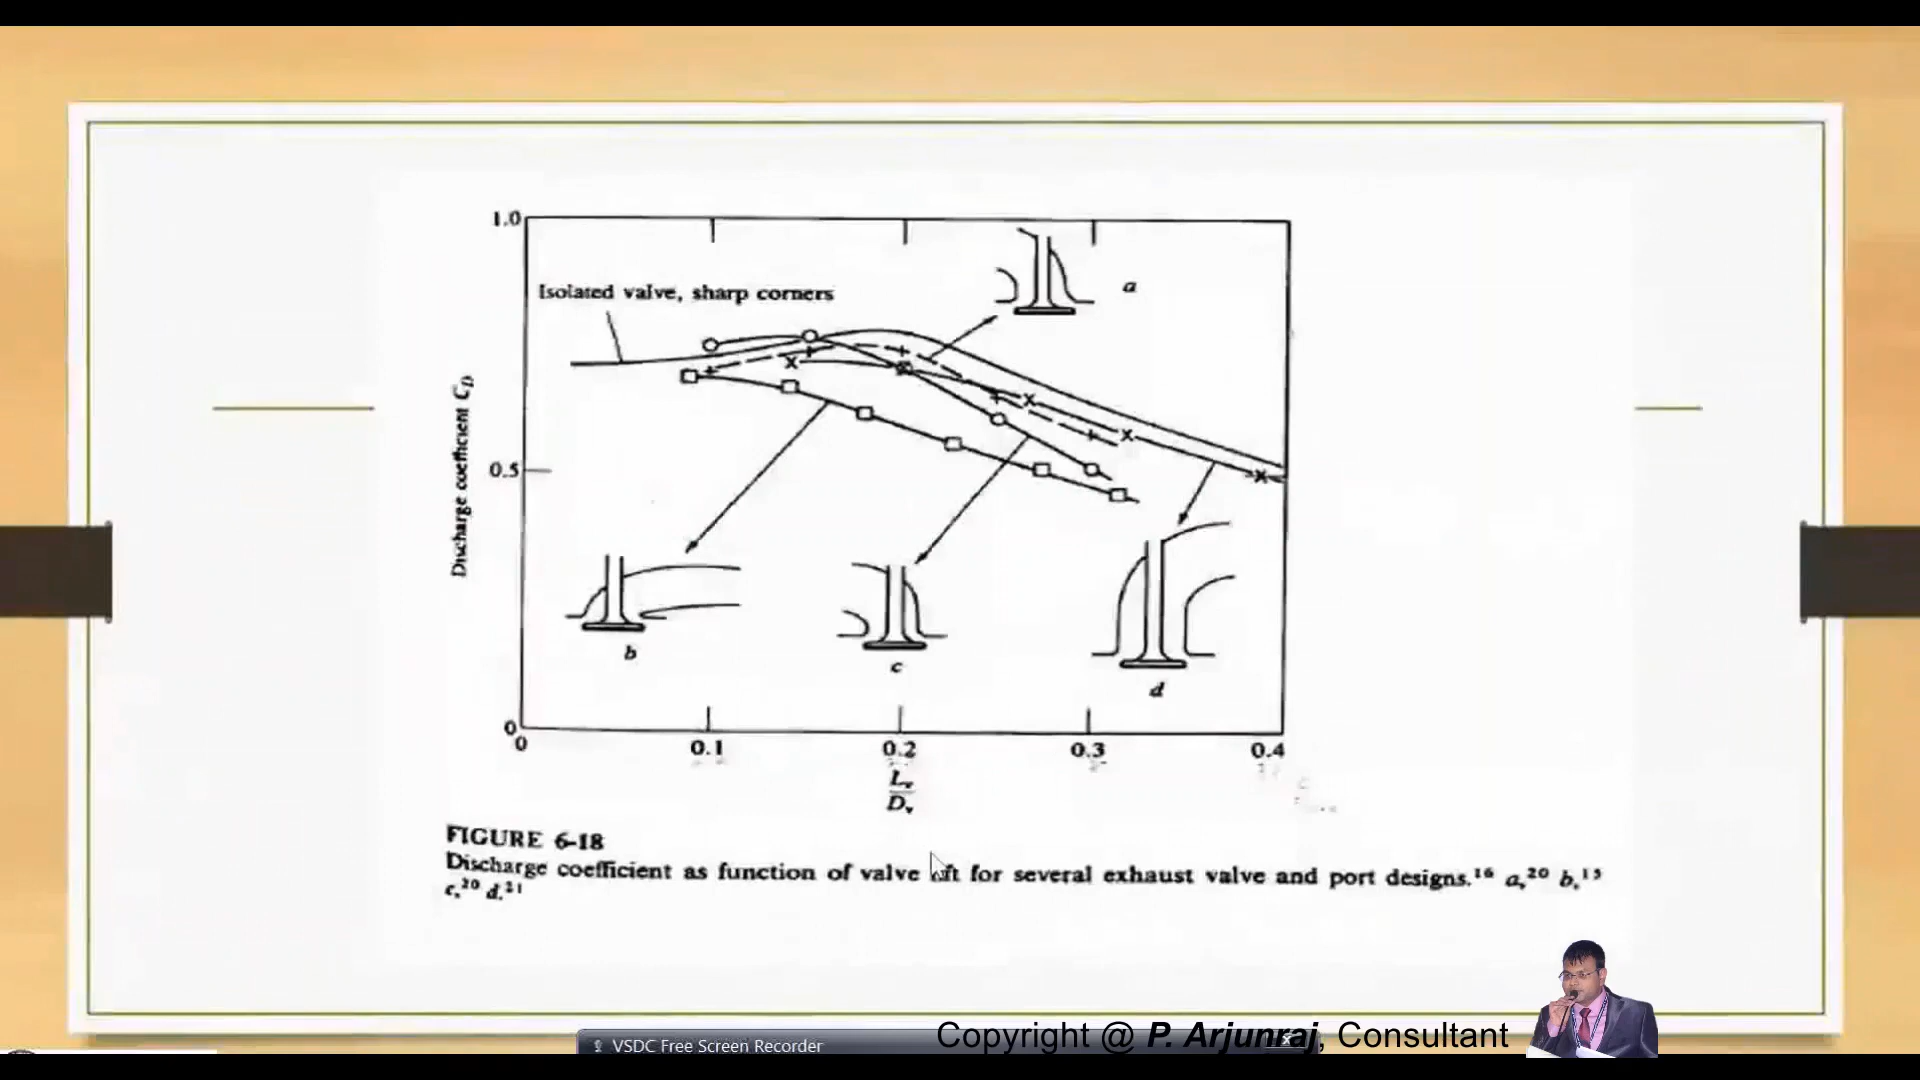 1.0
Isolated valve, sharp corners
a
Discharge coefficient C_D
0.5
b
c
d
0
0
0.1
0.2
0.3
0.4
L_v
D_v
FIGURE 6-18
Discharge coefficient as function of valve lift for several exhaust valve and port designs.¹⁶ a,²⁰ b,¹⁵
c,²⁰ d.²¹
Copyright @ P. Arjunraj, Consultant
VSDC Free Screen Recorder